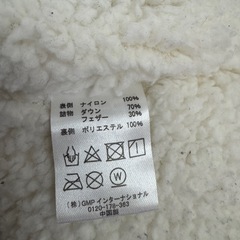 表側 ナイロン 100%
詰物 ダウン 70%
フェザー 30%
裏側 ポリエステル 100%
(株)GMP インターナショナル
0120-178-363
中国製